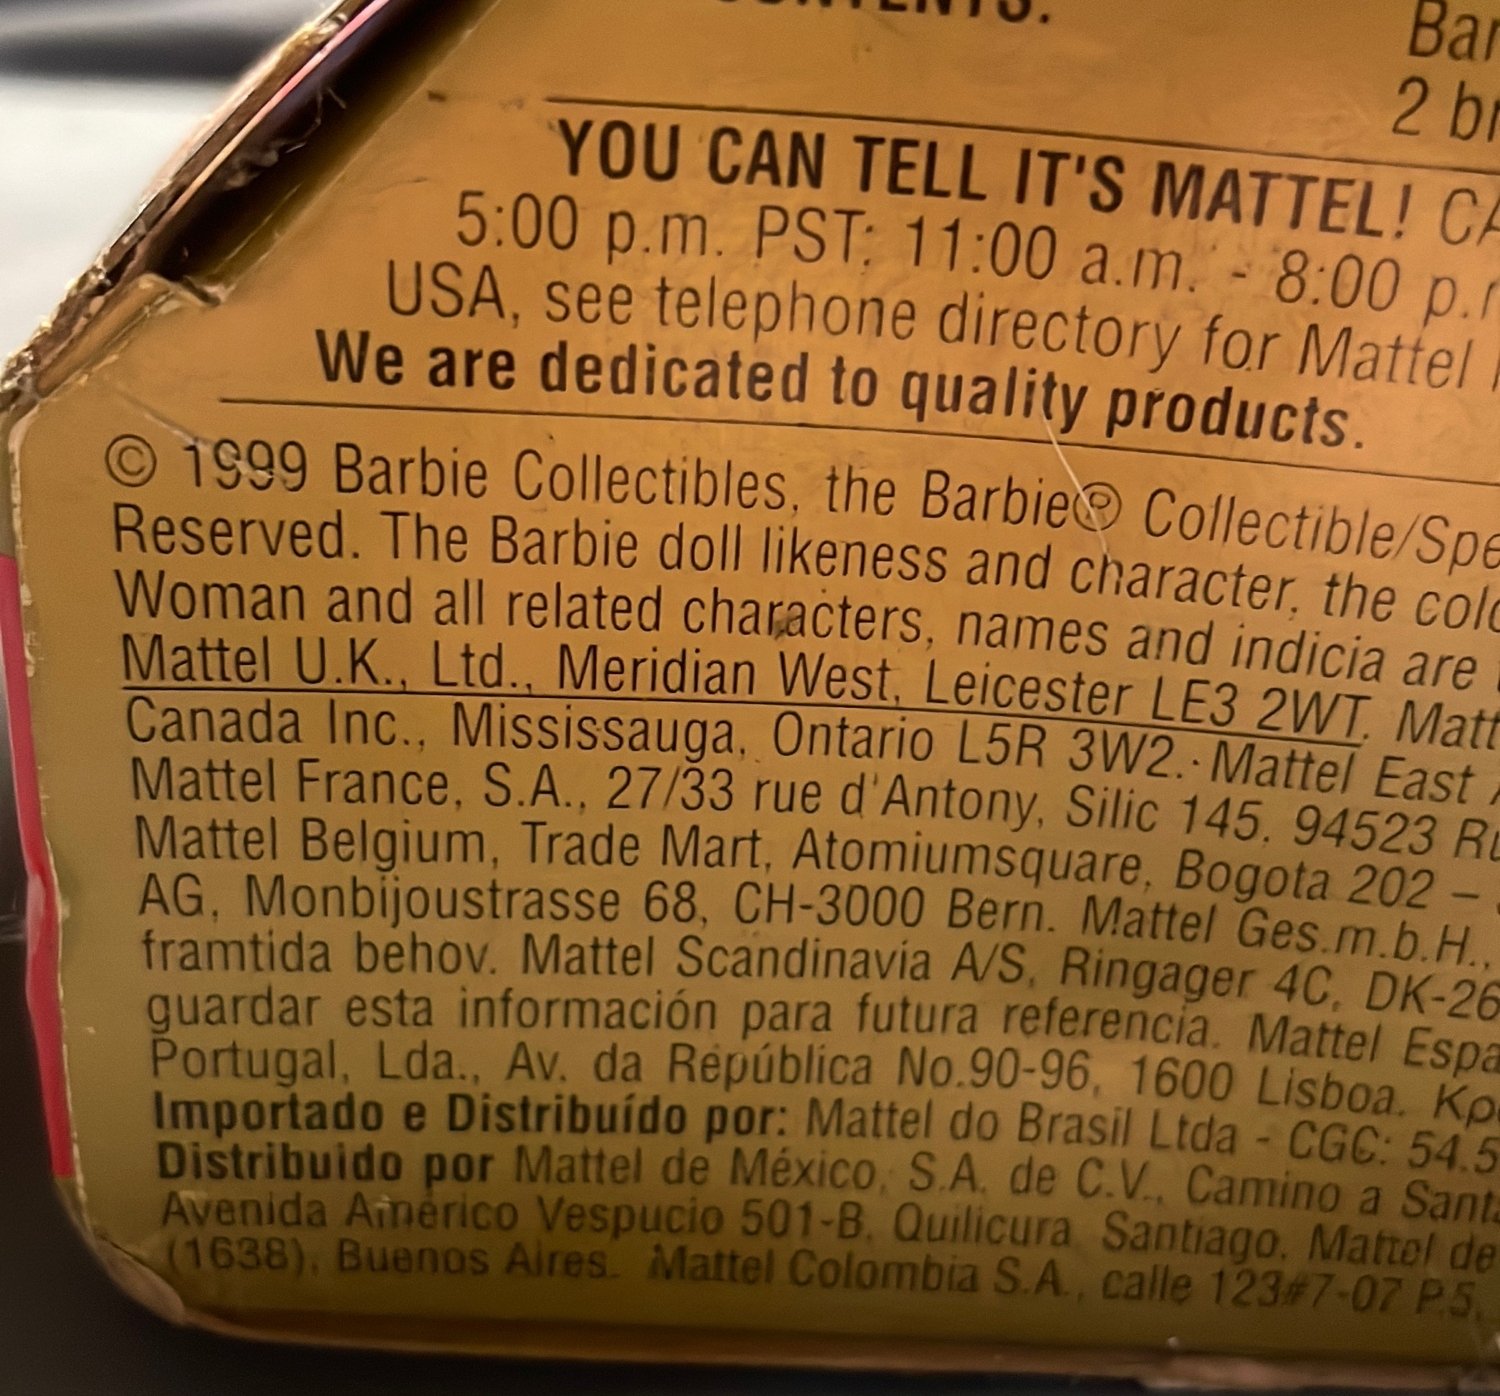 Bar
2 br
YOU CAN TELL IT'S MATTEL! CA
5:00 p.m. PST: 11:00 a.m. - 8:00 p.
USA, see telephone directory for Mattel
We are dedicated to quality products.
© 1999 Barbie Collectibles, the Barbie® Collectible/Spe
Reserved. The Barbie doll likeness and character, the colo
Woman and all related characters, names and indicia are
Mattel U.K., Ltd., Meridian West, Leicester LE3 2WT. Matt
Canada Inc., Mississauga, Ontario L5R 3W2. Mattel East
Mattel France, S.A., 27/33 rue d'Antony, Silic 145, 94523 Ru
Mattel Belgium, Trade Mart, Atomiumsquare, Bogota 202 –
AG, Monbijoustrasse 68, CH-3000 Bern. Mattel Ges.m.b.H.,
framtida behov. Mattel Scandinavia A/S, Ringager 4C, DK-26
guardar esta información para futura referencia. Mattel Espa
Portugal, Lda., Av. da República No.90-96, 1600 Lisboa. Κρ
Importado e Distribuído por: Mattel do Brasil Ltda - CGC: 54.5
Distribuido por Mattel de México, S.A. de C.V., Camino a Sant
Avenida Américo Vespucio 501-B, Quilicura, Santiago. Mattel de
(1638), Buenos Aires. Mattel Colombia S.A., calle 123#7-07 P.5,